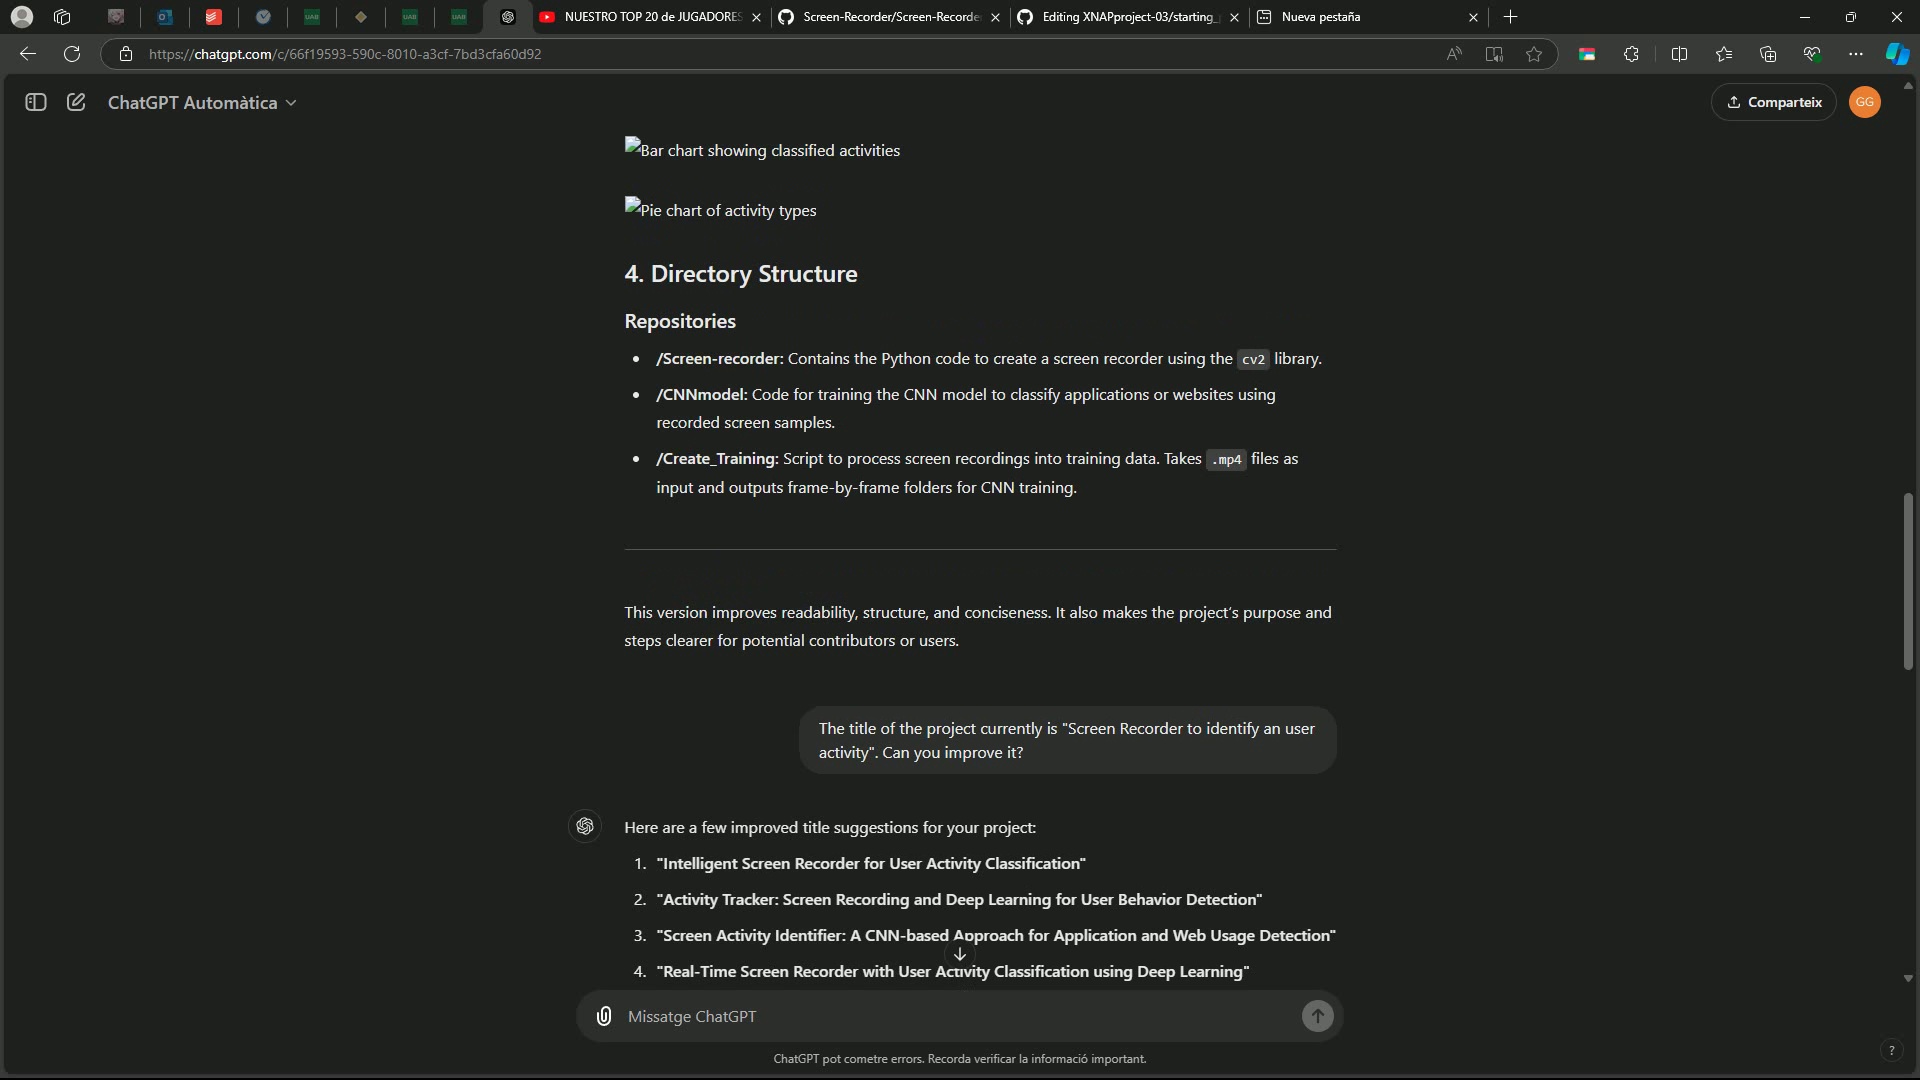 NUESTRO TOP 20 de JUGADORES
Screen-Recorder/Screen-Recorde
Editing XNAPproject-03/starting_
Nueva pestaña
https://chatgpt.com/c/66f19593-590c-8010-a3cf-7bd3cfa60d92
ChatGPT Automàtica
Comparteix
GG
Bar chart showing classified activities
Pie chart of activity types
4. Directory Structure
Repositories
/Screen-recorder: Contains the Python code to create a screen recorder using the cv2 library.
/CNNmodel: Code for training the CNN model to classify applications or websites using
recorded screen samples.
/Create_Training: Script to process screen recordings into training data. Takes .mp4 files as
input and outputs frame-by-frame folders for CNN training.
This version improves readability, structure, and conciseness. It also makes the project's purpose and
steps clearer for potential contributors or users.
The title of the project currently is "Screen Recorder to identify an user
activity". Can you improve it?
Here are a few improved title suggestions for your project:
1. "Intelligent Screen Recorder for User Activity Classification"
2. "Activity Tracker: Screen Recording and Deep Learning for User Behavior Detection"
3. "Screen Activity Identifier: A CNN-based Approach for Application and Web Usage Detection"
4. "Real-Time Screen Recorder with User Activity Classification using Deep Learning"
Missatge ChatGPT
ChatGPT pot cometre errors. Recorda verificar la informació important.
?